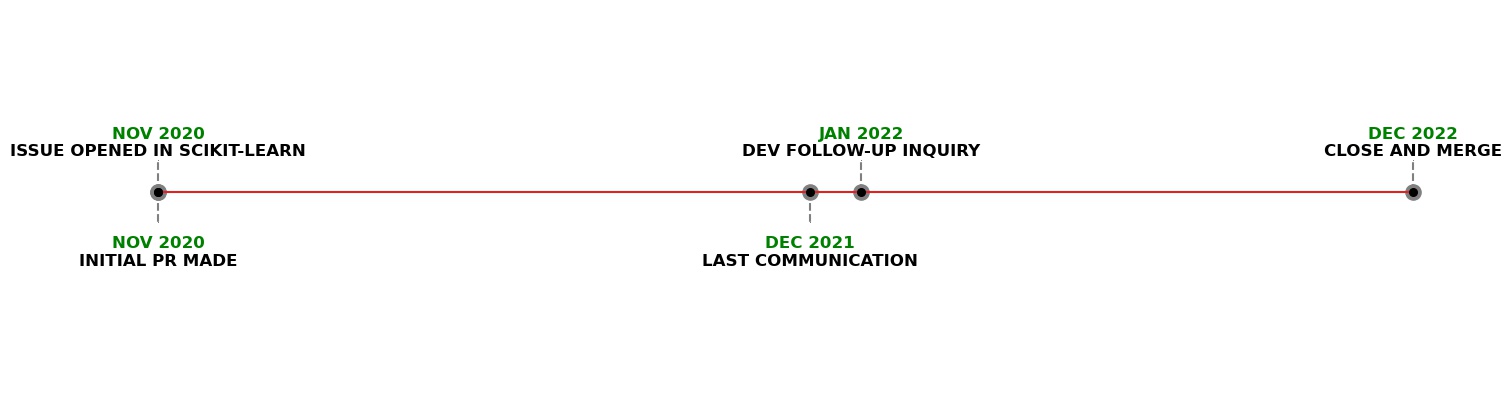 NOV 2020
ISSUE OPENED IN SCIKIT-LEARN
NOV 2020
INITIAL PR MADE
DEC 2021
LAST COMMUNICATION
JAN 2022
DEV FOLLOW-UP INQUIRY
DEC 2022
CLOSE AND MERGE